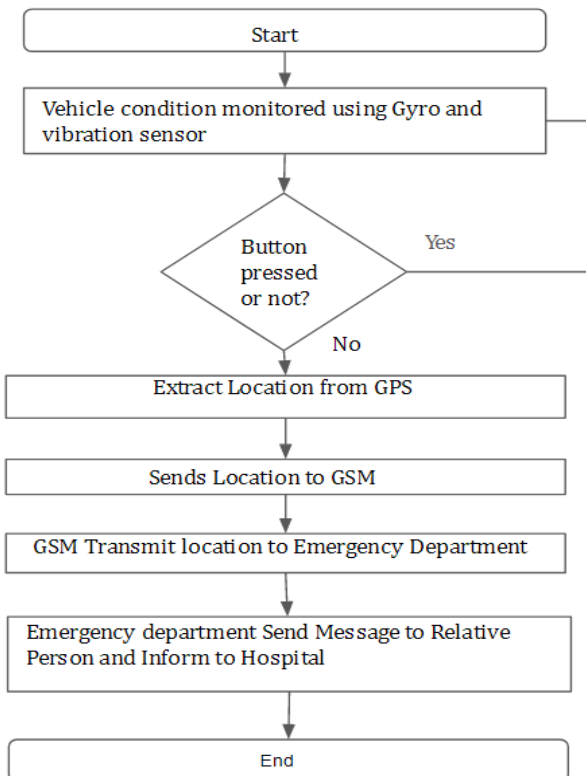 Start
Vehicle condition monitored using Gyro and
vibration sensor
Button
pressed
or not?
Yes
No
Extract Location from GPS
Sends Location to GSM
GSM Transmit location to Emergency Department
Emergency department Send Message to Relative
Person and Inform to Hospital
End